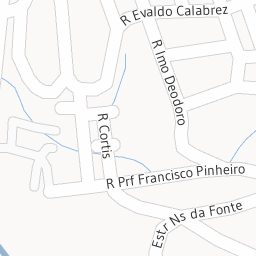 R Evaldo Calabrez
R Imo Deodoro
R Cortis
R Prf Francisco Pinheiro
Estr Ns da Fonte